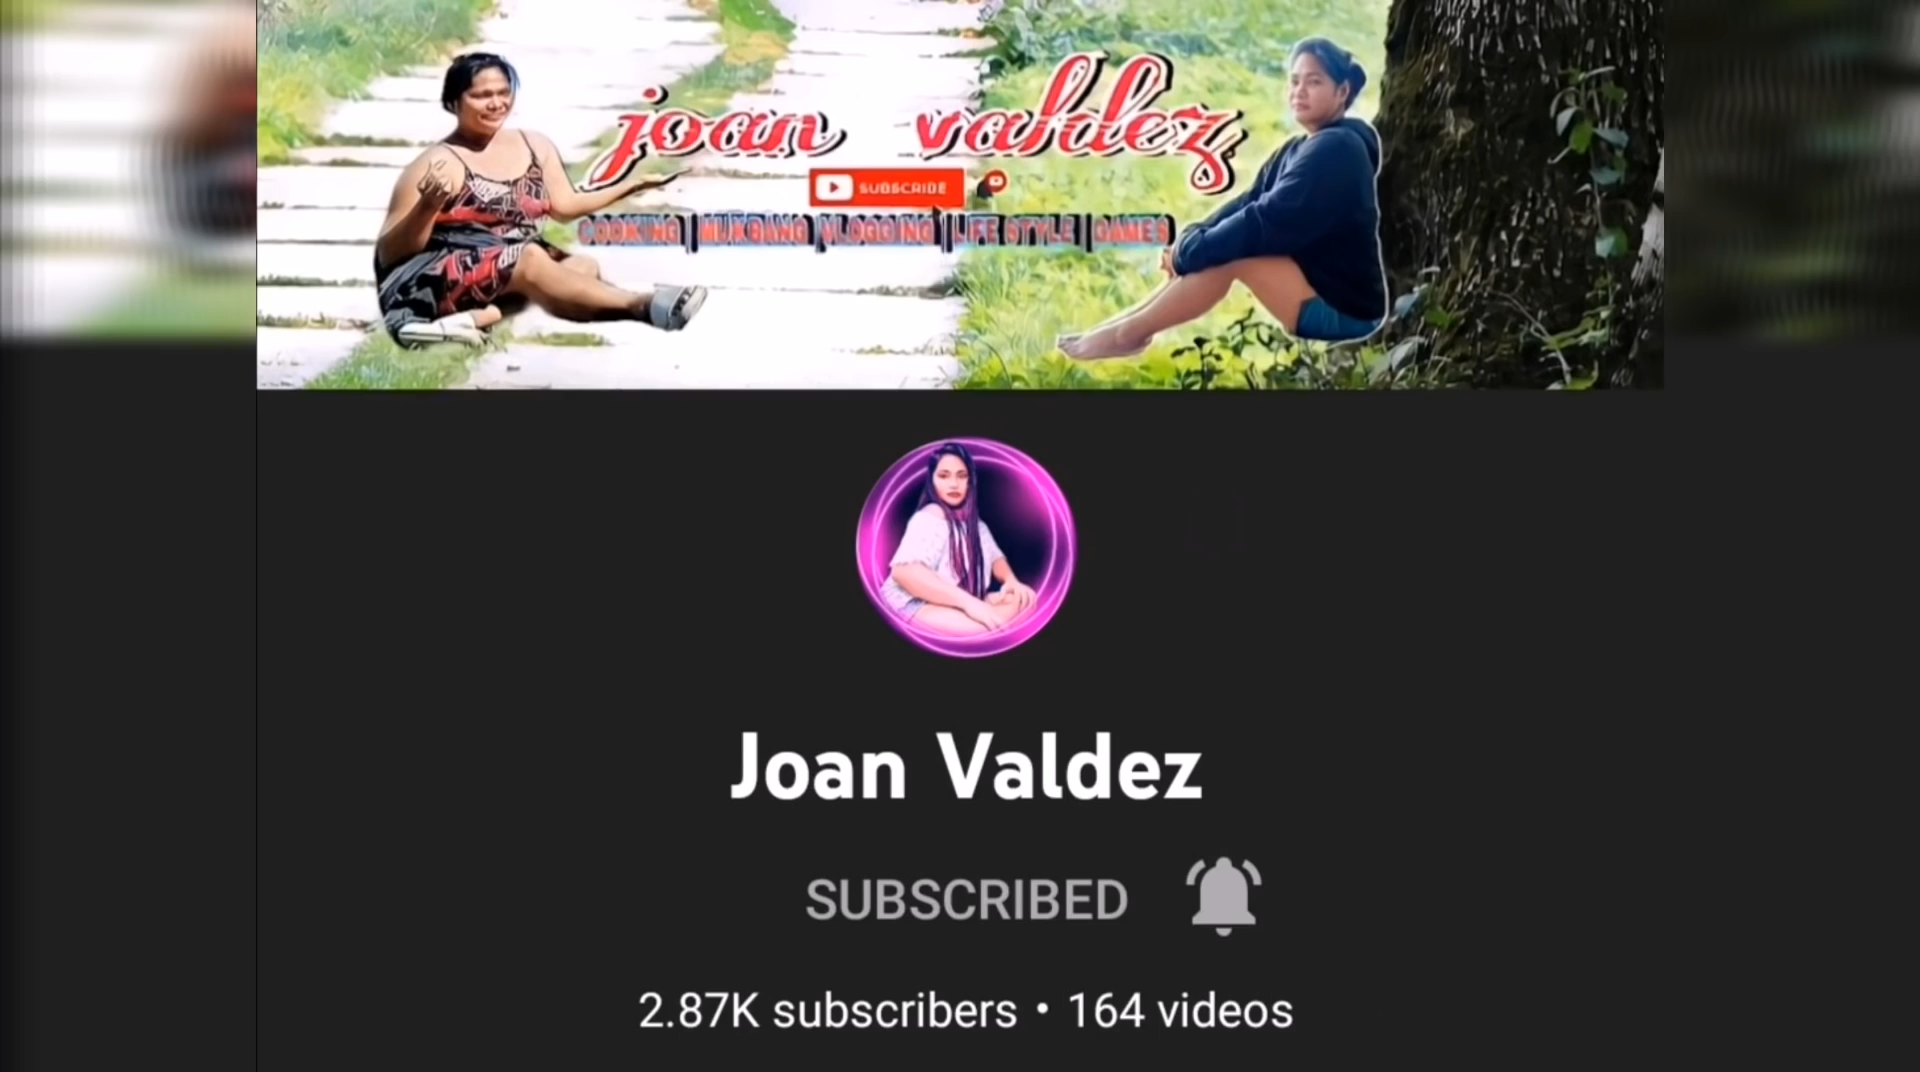 joan valdez
SUBSCRIBE
COOKING | MUKBANG | VLOGGING | LIFE STYLE | GAMES
Joan Valdez
SUBSCRIBED
2.87K subscribers • 164 videos